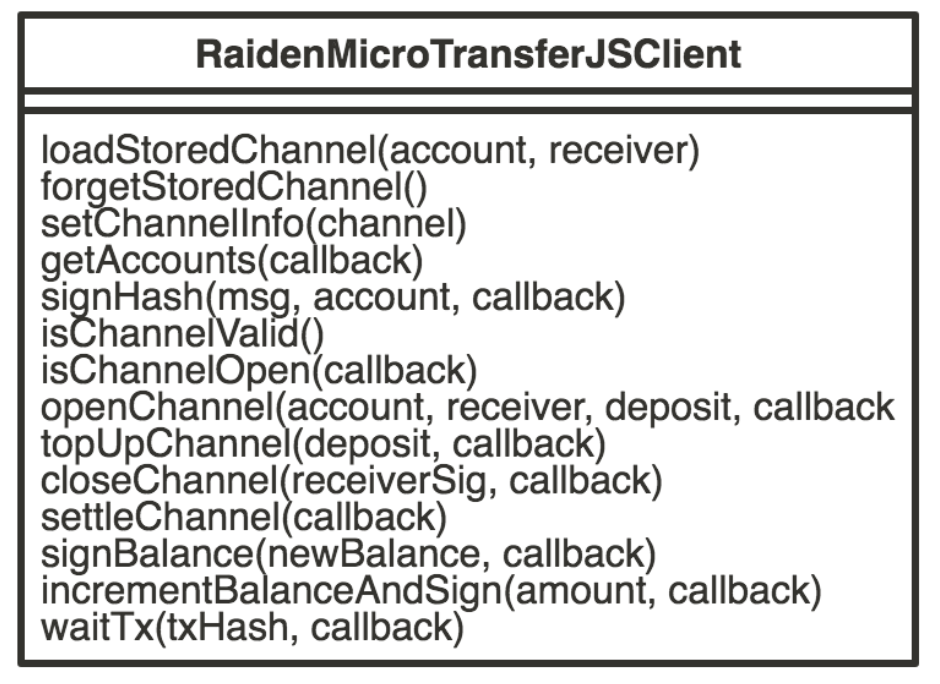 RaidenMicroTransferJSClient
loadStoredChannel(account, receiver)
forgetStoredChannel()
setChannelInfo(channel)
getAccounts(callback)
signHash(msg, account, callback)
isChannelValid()
isChannelOpen(callback)
openChannel(account, receiver, deposit, callback
topUpChannel(deposit, callback)
closeChannel(receiverSig, callback)
settleChannel(callback)
signBalance(newBalance, callback)
incrementBalanceAndSign(amount, callback)
waitTx(txHash, callback)